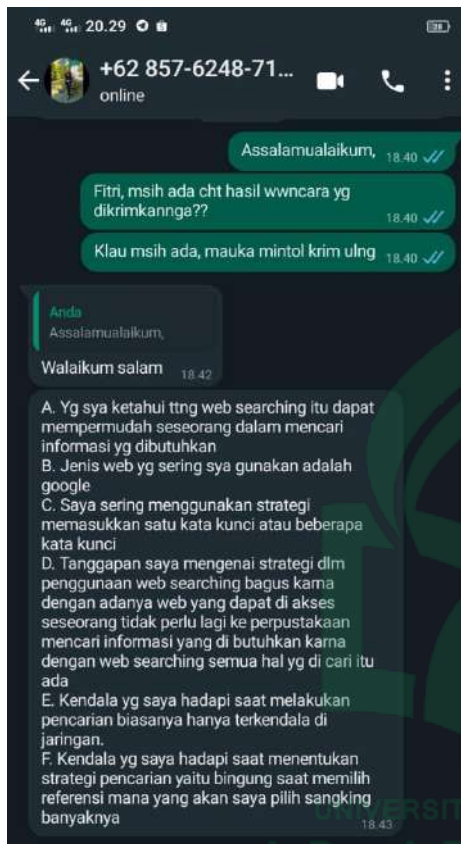 4G 4G 20.29
28
+62 857-6248-71...
online
Assalamualaikum, 18.40
Fitri, msih ada cht hasil wwncara yg
dikrimkannga??
18.40
Klau msih ada, mauka mintol krim ulng 18.40
Anda
Assalamualaikum,
Walaikum salam 18.42
A. Yg sya ketahui ttng web searching itu dapat
mempermudah seseorang dalam mencari
informasi yg dibutuhkan
B. Jenis web yg sering sya gunakan adalah
google
C. Saya sering menggunakan strategi
memasukkan satu kata kunci atau beberapa
kata kunci
D. Tanggapan saya mengenai strategi dlm
penggunaan web searching bagus karna
dengan adanya web yang dapat di akses
seseorang tidak perlu lagi ke perpustakaan
mencari informasi yang di butuhkan karna
dengan web searching semua hal yg di cari itu
ada
E. Kendala yg saya hadapi saat melakukan
pencarian biasanya hanya terkendala di
jaringan.
F. Kendala yg saya hadapi saat menentukan
strategi pencarian yaitu bingung saat memilih
referensi mana yang akan saya pilih sangking
banyaknya
18.43
UNIVERSIT